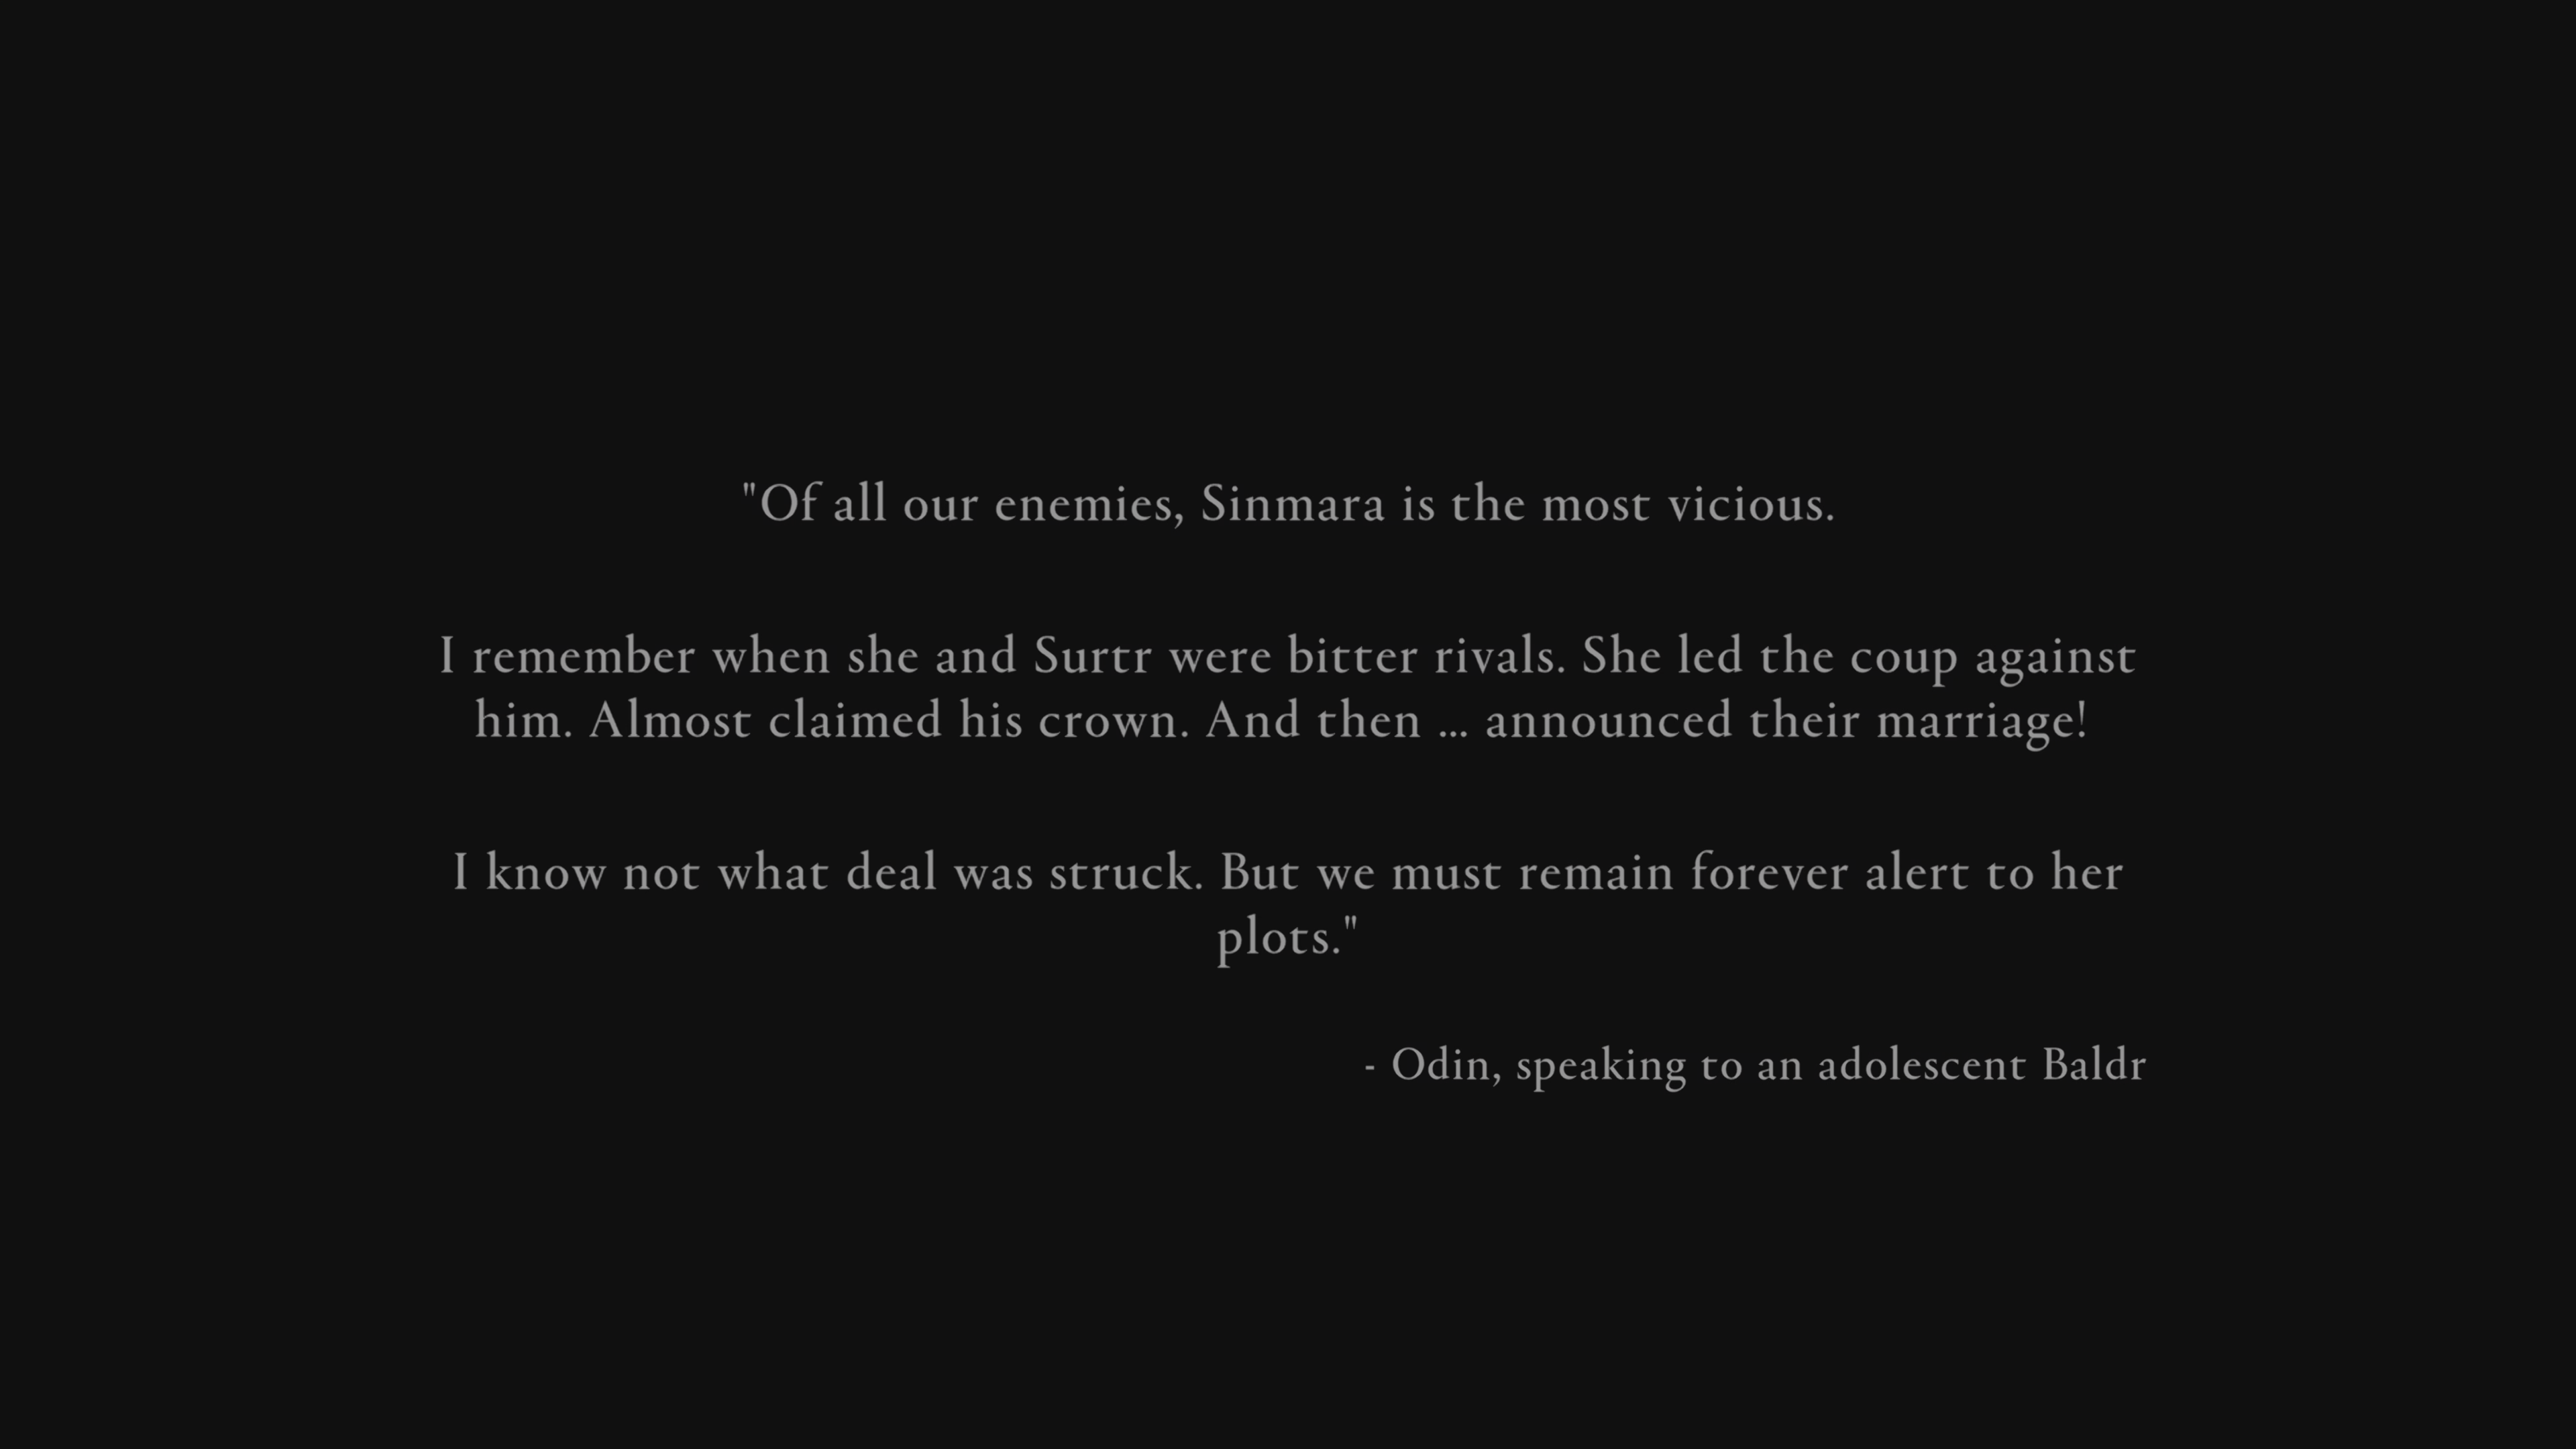 "Of all our enemies, Sinmara is the most vicious.
I remember when she and Surtr were bitter rivals. She led the coup against
him. Almost claimed his crown. And then ... announced their marriage!
I know not what deal was struck. But we must remain forever alert to her
plots."
- Odin, speaking to an adolescent Baldr